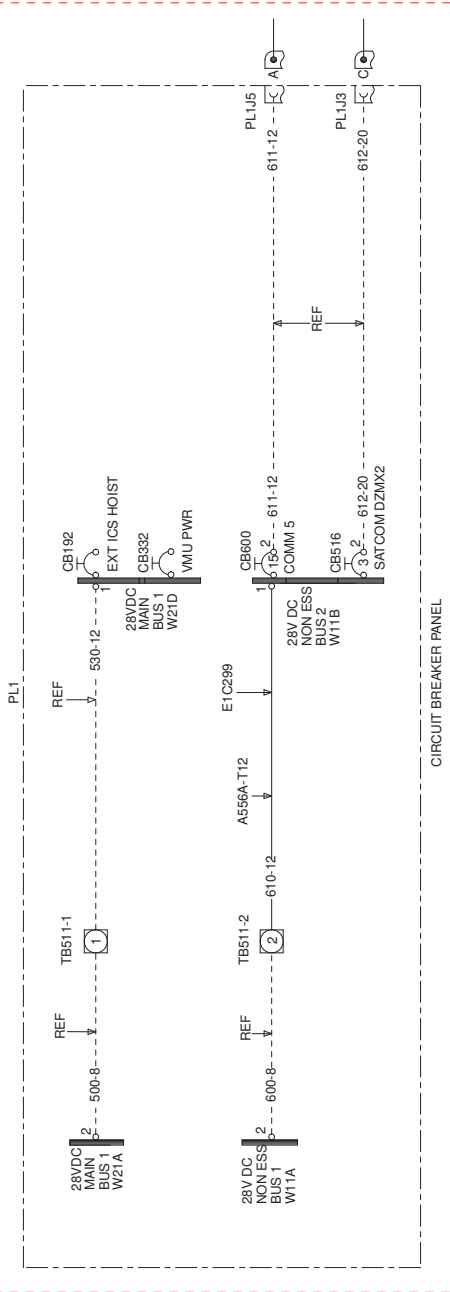 PL1
28VDC
MAIN
BUS 1
W21A
2
500-8
REF
TB511-1
1
REF
530-12
1
CB192
EXT ICS HOIST
28VDC
MAIN
BUS 1
W21D
CB332
VMU PWR
28V DC
NON ESS
BUS 1
W11A
2
600-8
REF
TB511-2
2
610-12
A556A-T12
E1C299
1
CB600
15
2
COMM 5
28V DC
NON ESS
BUS 2
W11B
CB516
3
2
SATCOM DZMX2
611-12
612-20
REF
611-12
612-20
PL1J5
A
PL1J3
C
CIRCUIT BREAKER PANEL